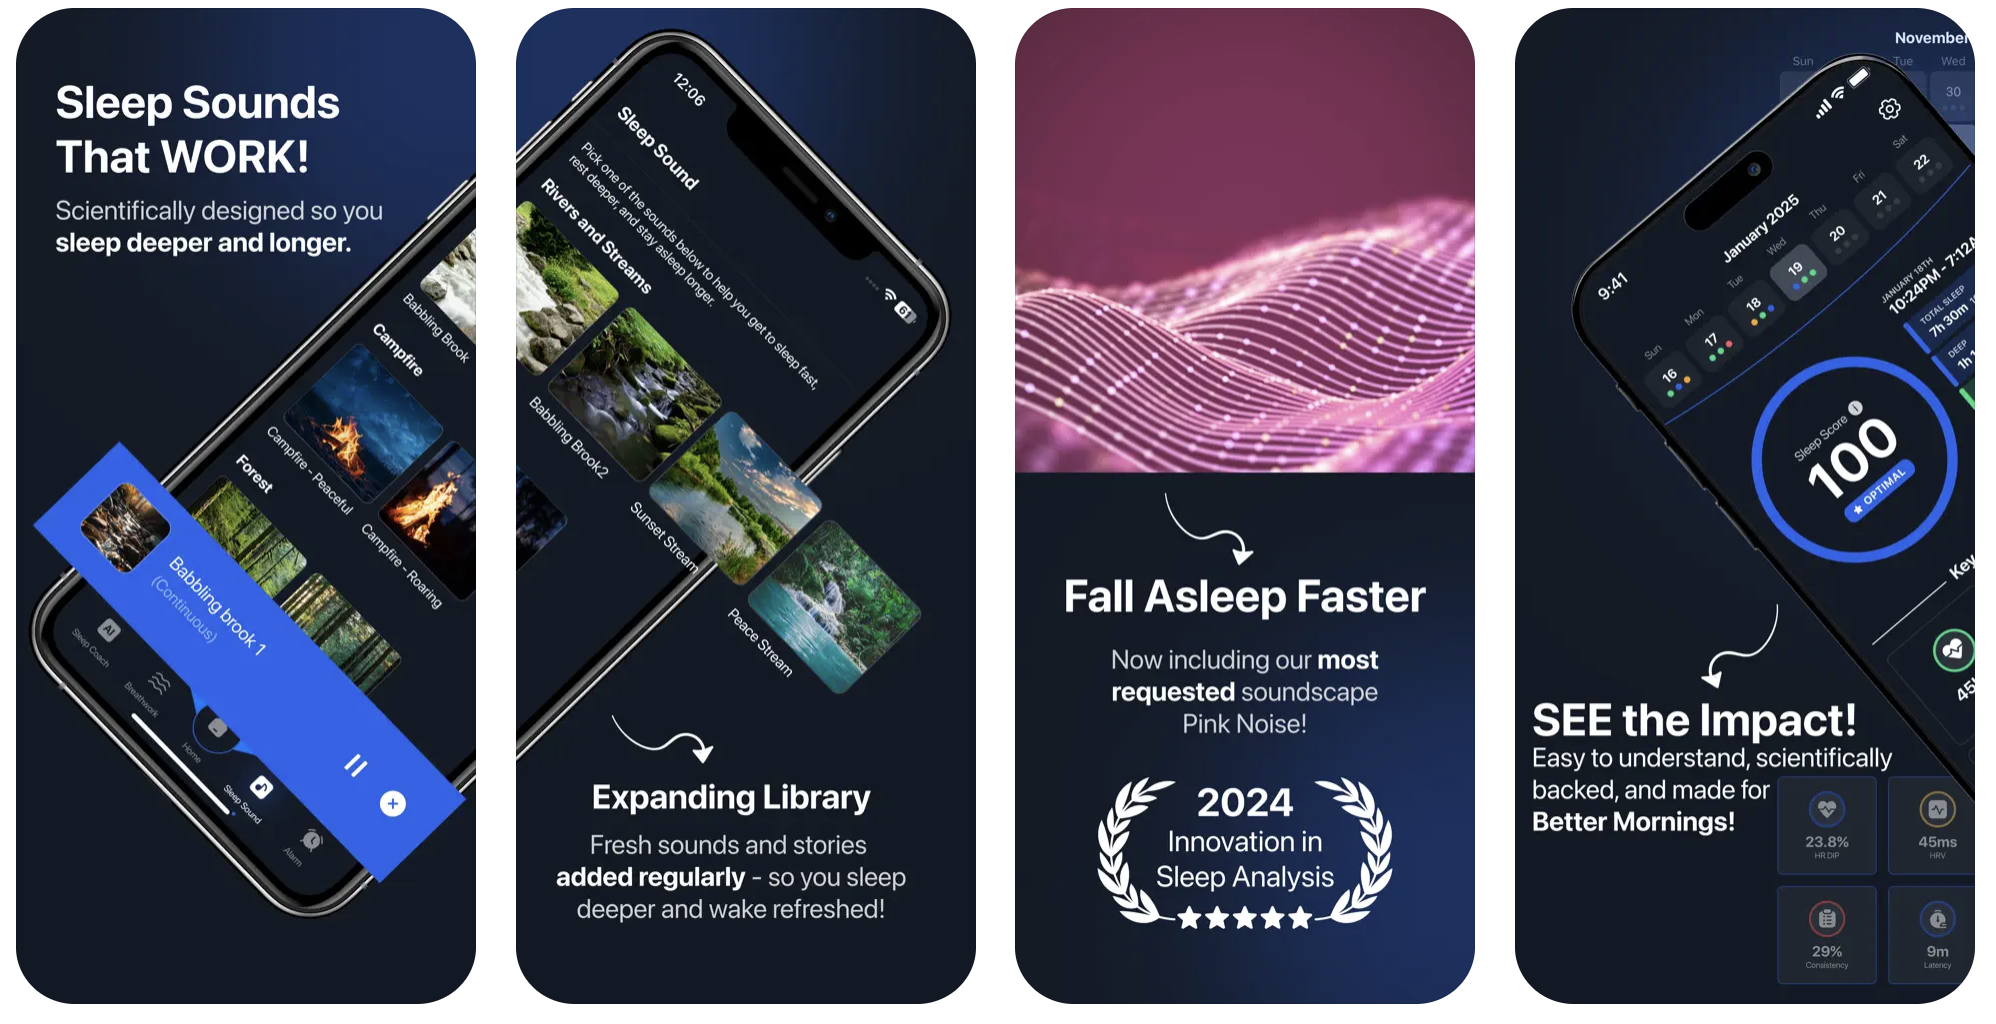 Sleep Sounds
That WORK!
Scientifically designed so you
sleep deeper and longer.
Babbling Brook
Campfire
Campfire - Peaceful
Campfire - Roaring
Forest
Babbling brook 1
(Continuous)
AI
Sleep Coach
Breathwork
Home
Sleep Sound
Alarm
12:06
61
Sleep Sound
Pick one of the sounds below to help you get to sleep fast,
rest deeper, and stay asleep longer.
Rivers and Streams
Babbling Brook2
Sunset Stream
Peace Stream
Expanding Library
Fresh sounds and stories
added regularly - so you sleep
deeper and wake refreshed!
Fall Asleep Faster
Now including our most
requested soundscape
Pink Noise!
2024
Innovation in
Sleep Analysis
November
Sun Tue Wed
30
9:41
January 2025
Sun Mon Tue Wed Thu Fri Sat
16 17 18 19 20 21 22
JANUARY 18TH
10:24PM - 7:12A
TOTAL SLEEP
7h 30m
DEEP
1h 1
Sleep Score
100
OPTIMAL
Key
45
SEE the Impact!
Easy to understand, scientifically
backed, and made for
Better Mornings!
23.8%
HR DIP
45ms
HRV
29%
Consistency
9m
Latency